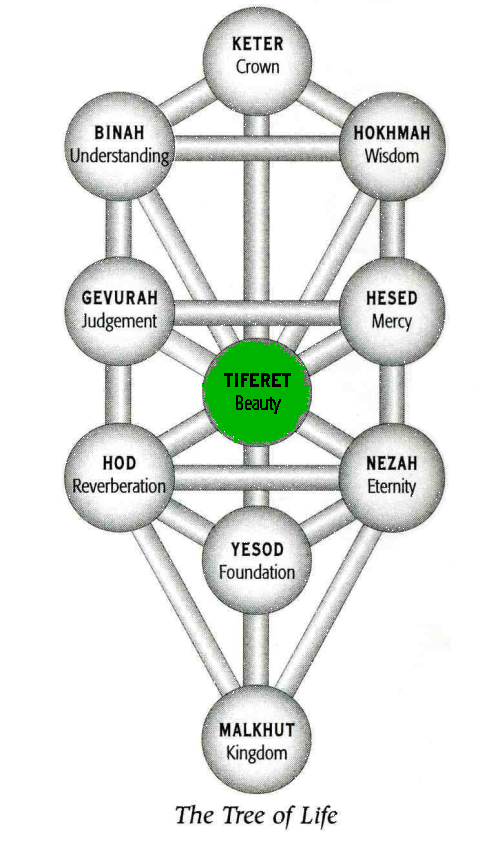 KETER
Crown
BINAH
Understanding
HOKHMAH
Wisdom
GEVURAH
Judgement
HESED
Mercy
TIFERET
Beauty
HOD
Reverberation
NEZAH
Eternity
YESOD
Foundation
MALKHUT
Kingdom
The Tree of Life